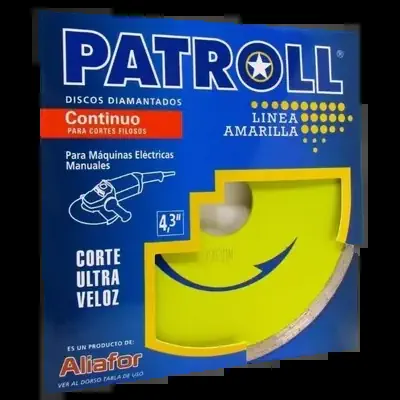 PATROLL®
DISCOS DIAMANTADOS
Continuo
PARA CORTES FILOSOS
LINEA
AMARILLA
Para Máquinas Eléctricas
Manuales
4,3"
CORTE
ULTRA
VELOZ
ES UN PRODUCTO DE:
Aliafor
VER AL DORSO TABLA DE USO